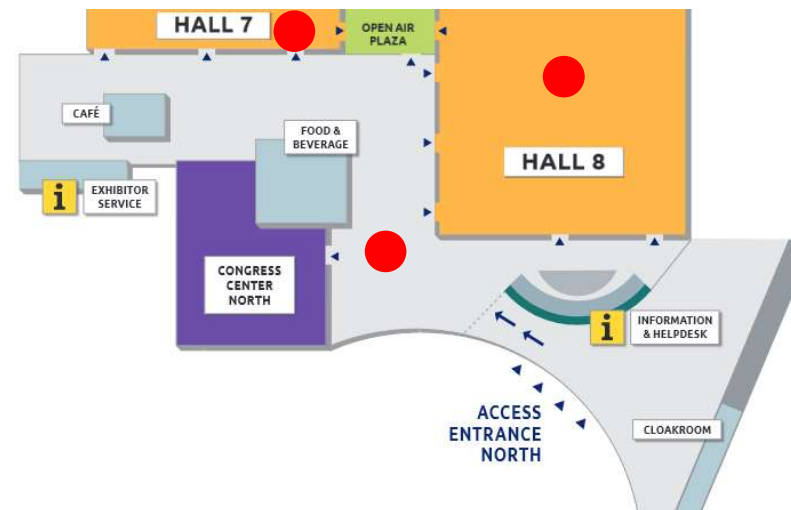 HALL 7
OPEN AIR
PLAZA
CAFÉ
FOOD &
BEVERAGE
HALL 8
i
EXHIBITOR
SERVICE
CONGRESS
CENTER
NORTH
i
INFORMATION
& HELPDESK
ACCESS
ENTRANCE
NORTH
CLOAKROOM